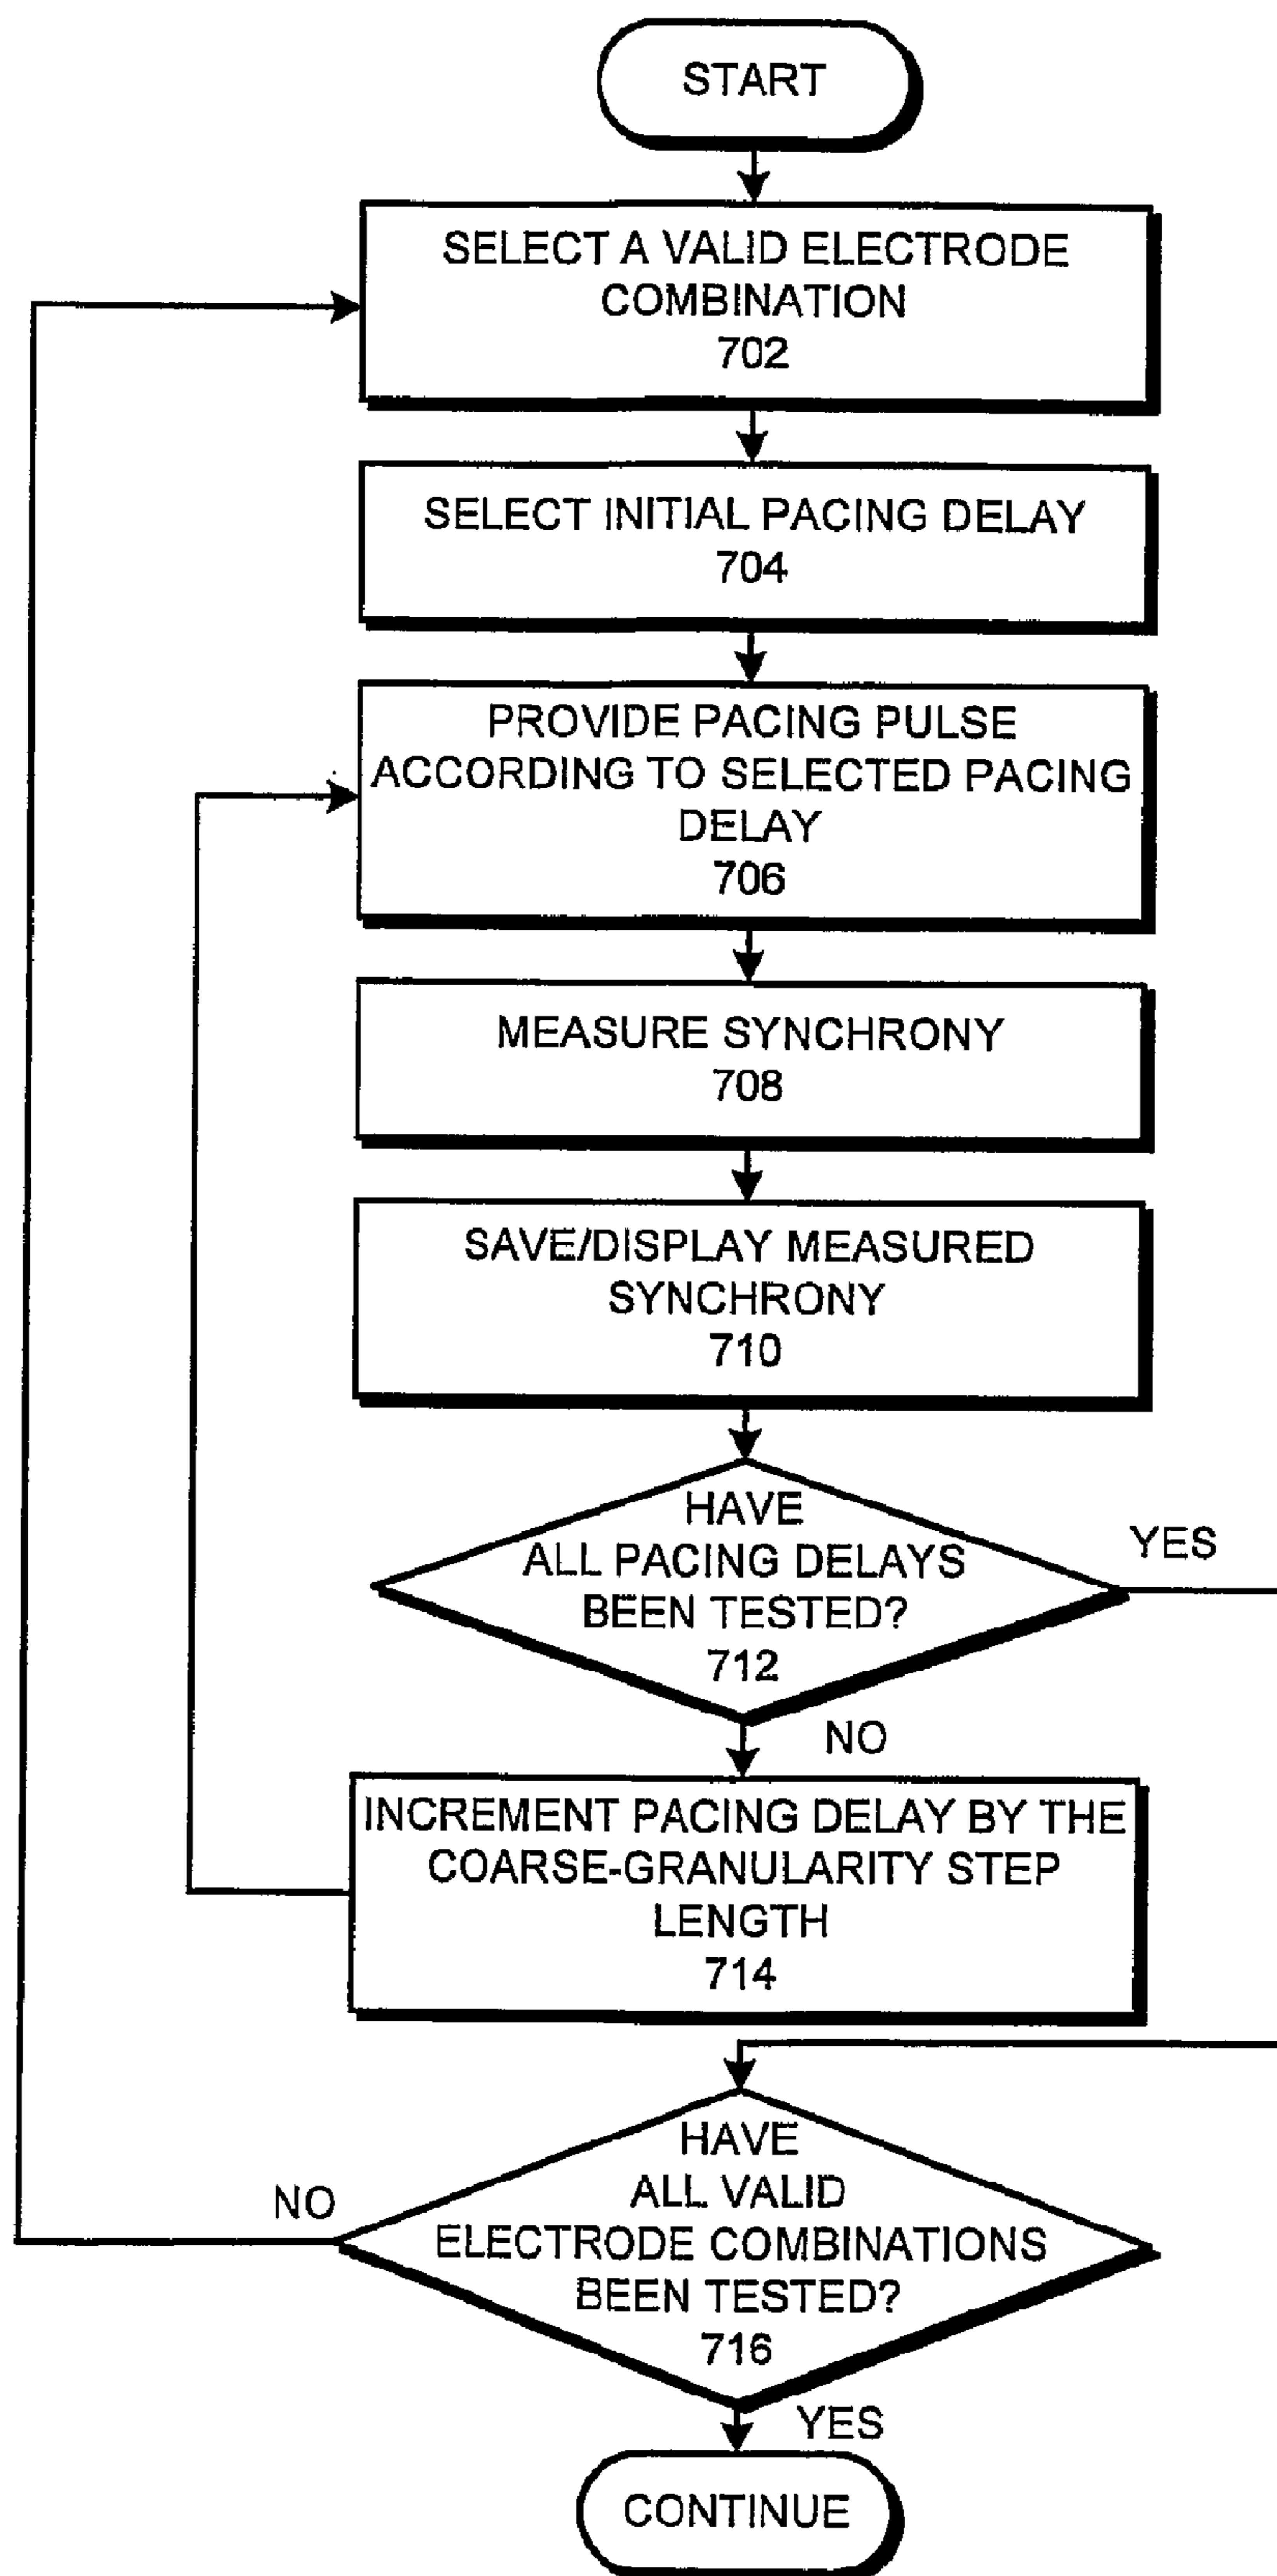 START
SELECT A VALID ELECTRODE
COMBINATION
702
SELECT INITIAL PACING DELAY
704
PROVIDE PACING PULSE
ACCORDING TO SELECTED PACING
DELAY
706
MEASURE SYNCHRONY
708
SAVE/DISPLAY MEASURED
SYNCHRONY
710
HAVE
ALL PACING DELAYS
BEEN TESTED?
712
YES
NO
INCREMENT PACING DELAY BY THE
COARSE-GRANULARITY STEP
LENGTH
714
HAVE
ALL VALID
ELECTRODE COMBINATIONS
BEEN TESTED?
716
NO
YES
CONTINUE